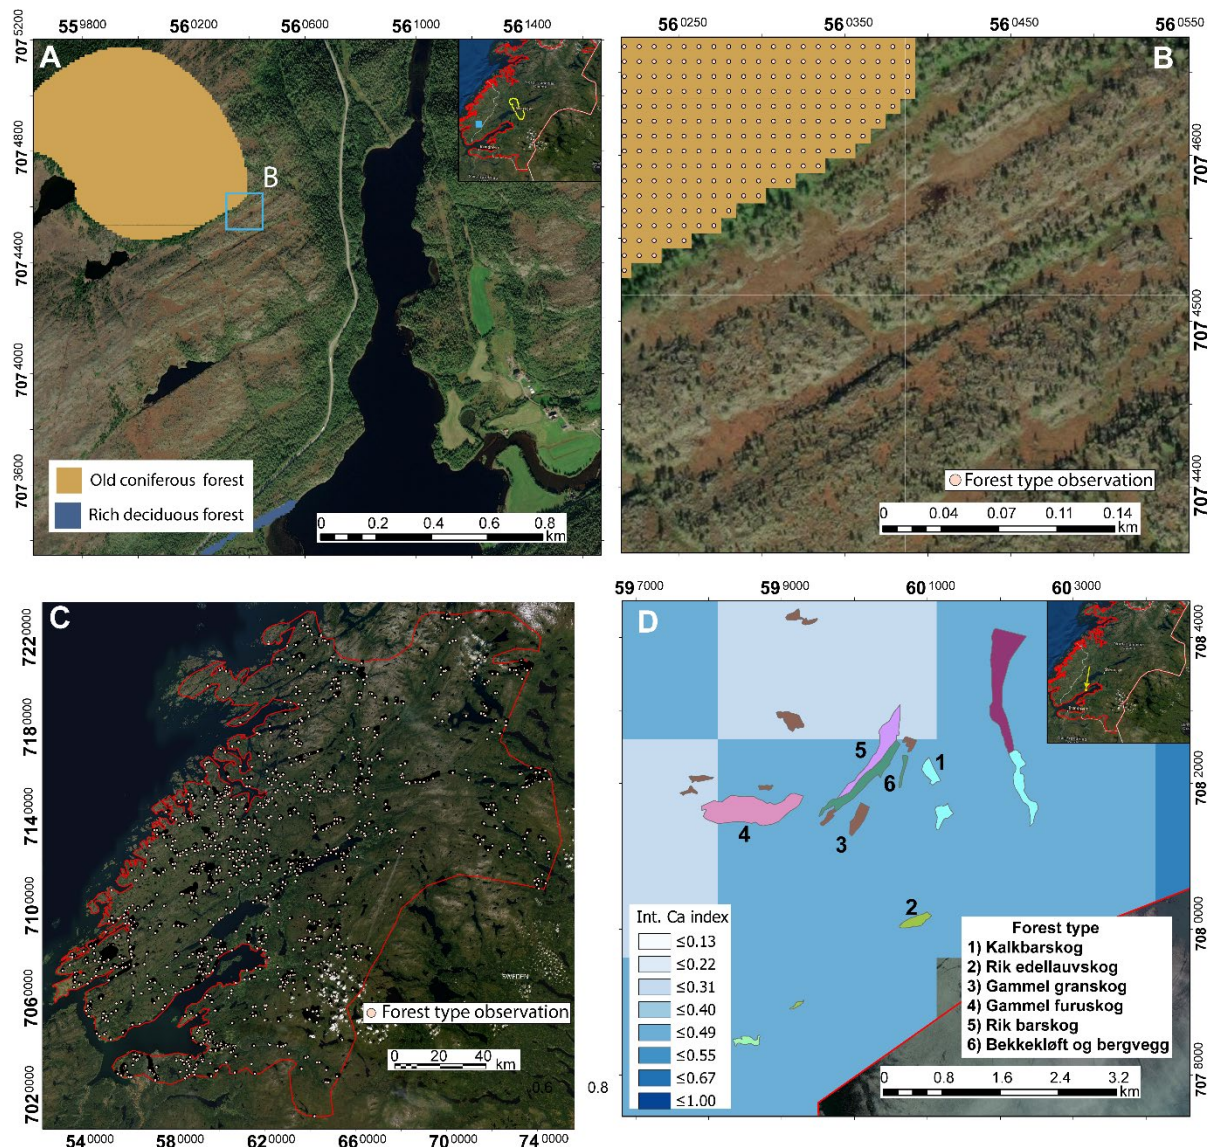 55 9800
56 0200
56 0600
56 1000
56 1400
707 5200
707 4800
707 4400
707 4000
707 3600
A
B
Old coniferous forest
Rich deciduous forest
0 0.2 0.4 0.6 0.8
km
56 0250
56 0350
56 0450
56 0550
B
707 4600
707 4500
707 4400
Forest type observation
0 0.04 0.07 0.11 0.14
km
C
722 0000
718 0000
714 0000
710 0000
706 0000
702 0000
SWEDEN
Forest type observation
0 20 40
km
0.6 0.8
54 0000
58 0000
62 0000
66 0000
70 0000
74 0000
59 7000
59 9000
60 1000
60 3000
D
708 4000
708 2000
708 0000
707 8000
5
1
6
4
3
2
Int. Ca index
≤0.13
≤0.22
≤0.31
≤0.40
≤0.49
≤0.55
≤0.67
≤1.00
Forest type
1) Kalkbarskog
2) Rik edellauvskog
3) Gammel granskog
4) Gammel furuskog
5) Rik barskog
6) Bekkekløft og bergvegg
0 0.8 1.6 2.4 3.2
km